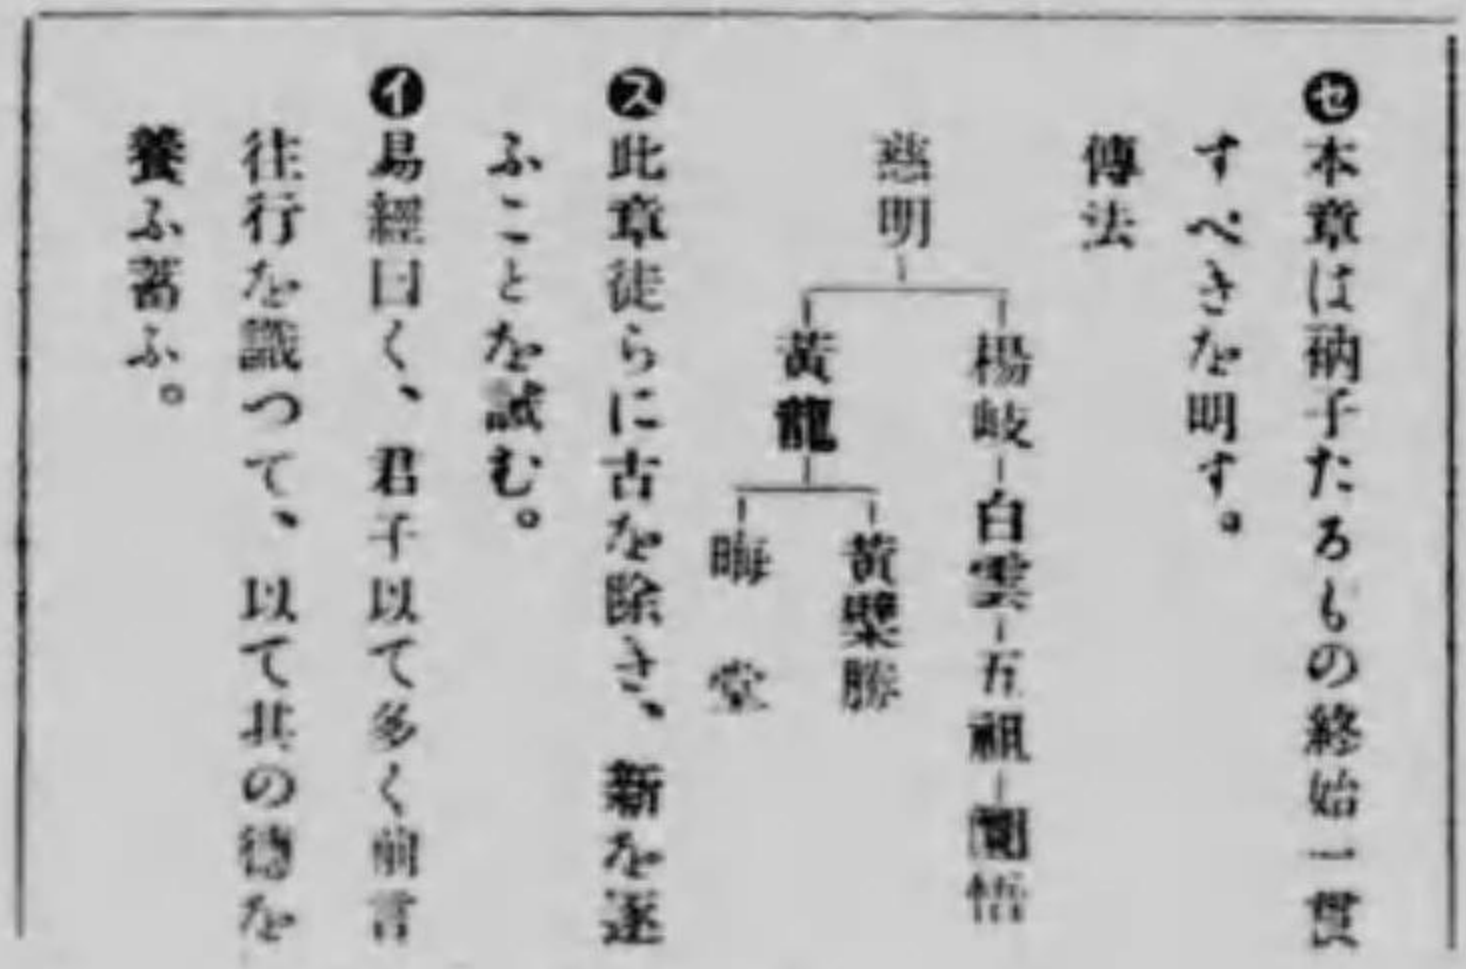 セ本章は衲子たるもの終始一貫
すべきを明す。
傳法
慈明
楊岐―白雲―五祖―圜悟
黃龍
黃檗勝
晦堂
ス此章徒らに古を除き、新を逐
ふことを誡む。
イ易經曰く、君子以て多く前言
往行を識つて、以て其の德を
養ふ蓄ふ。